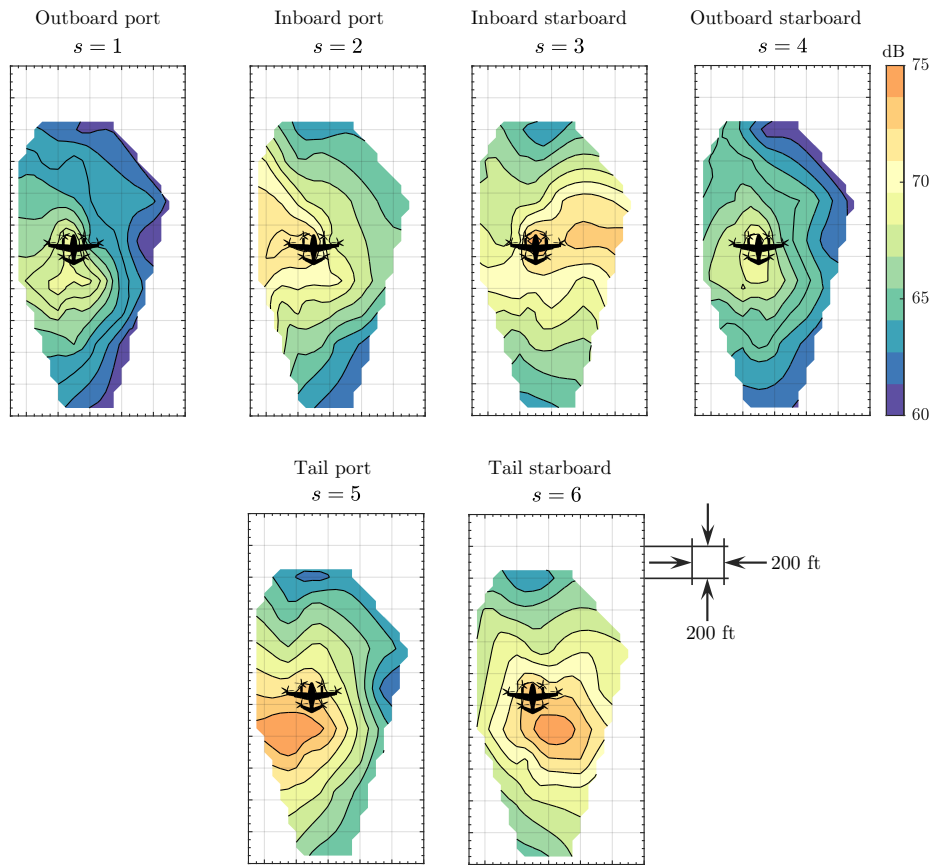 Outboard port
s = 1
Inboard port
s = 2
Inboard starboard
s = 3
Outboard starboard
s = 4
dB
75
70
65
60
Tail port
s = 5
Tail starboard
s = 6
200 ft
200 ft